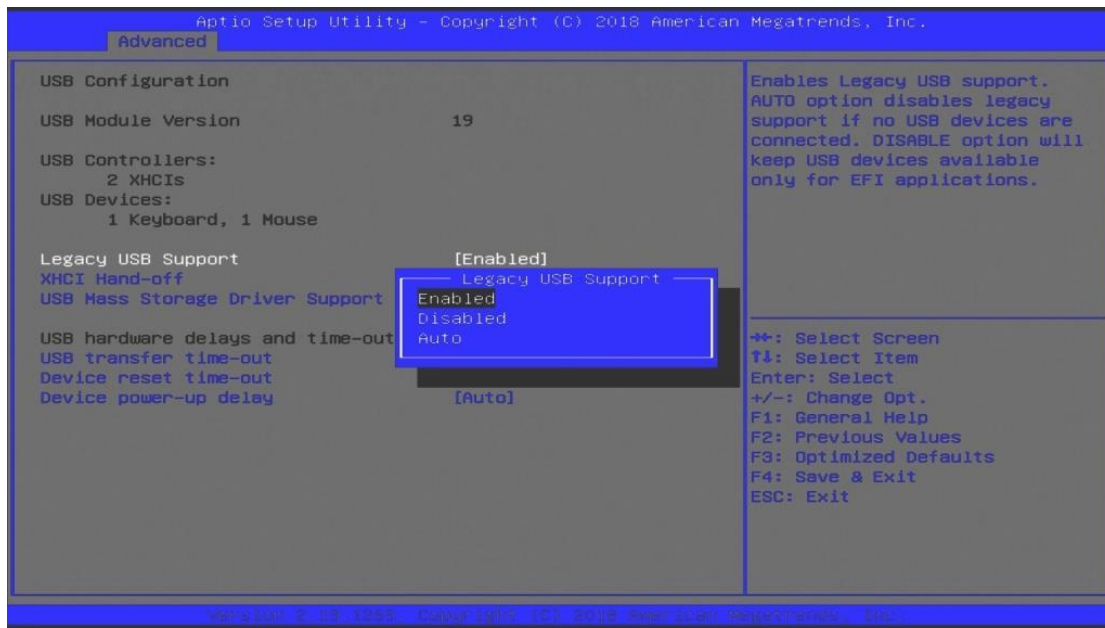 Aptio Setup Utility – Copyright (C) 2018 American Megatrends, Inc.
Advanced
USB Configuration
USB Module Version 19
USB Controllers:
2 XHCIs
USB Devices:
1 Keyboard, 1 Mouse
Legacy USB Support [Enabled]
XHCI Hand-off
USB Mass Storage Driver Support
USB hardware delays and time-out
USB transfer time-out
Device reset time-out
Device power-up delay [Auto]
Legacy USB Support
Enabled
Disabled
Auto
Enables Legacy USB support.
AUTO option disables legacy
support if no USB devices are
connected. DISABLE option will
keep USB devices available
only for EFI applications.
→←: Select Screen
↑↓: Select Item
Enter: Select
+/-: Change Opt.
F1: General Help
F2: Previous Values
F3: Optimized Defaults
F4: Save & Exit
ESC: Exit
Copyright (C) 2018 American Megatrends, Inc.